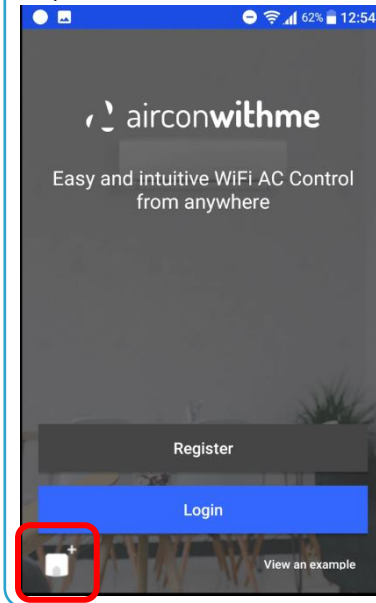 62% 12:54
airconwithme
Easy and intuitive WiFi AC Control
from anywhere
Register
Login
View an example